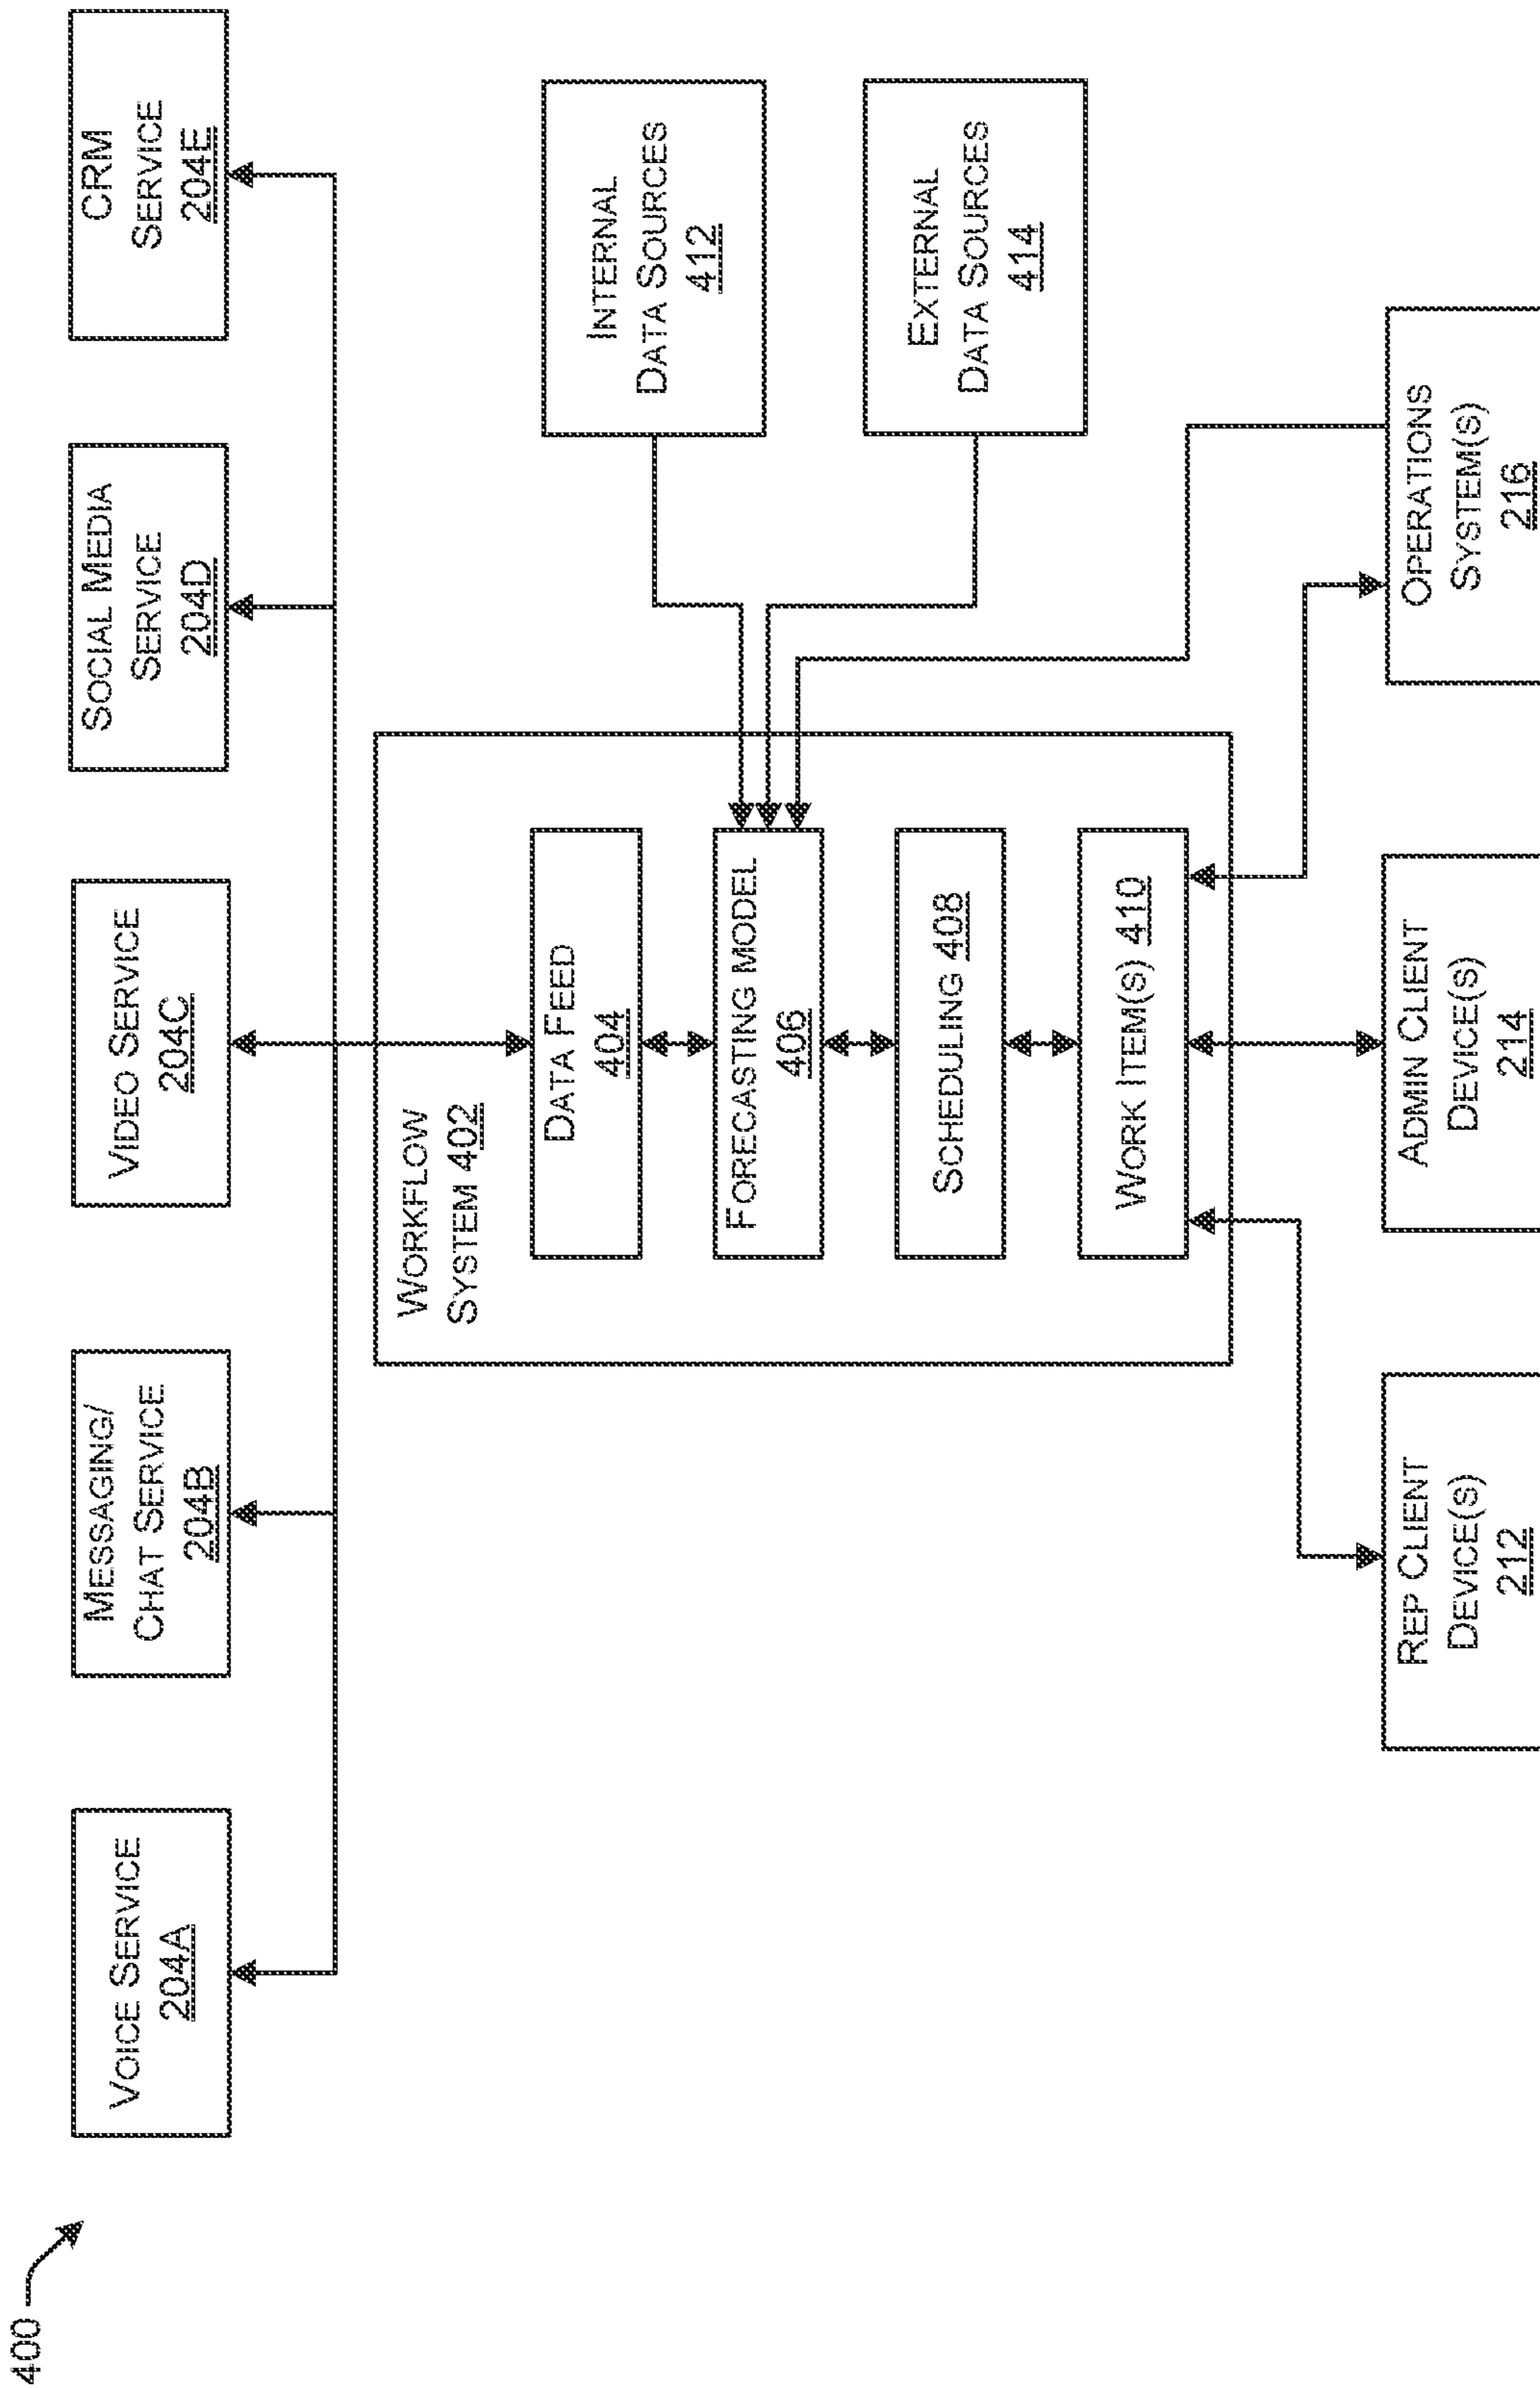 400
VOICE SERVICE
204A
MESSAGING/
CHAT SERVICE
204B
VIDEO SERVICE
204C
SOCIAL MEDIA
SERVICE
204D
CRM
SERVICE
204E
WORKFLOW
SYSTEM 402
DATA FEED
404
FORECASTING MODEL
406
SCHEDULING 408
WORK ITEM(S) 410
INTERNAL
DATA SOURCES
412
EXTERNAL
DATA SOURCES
414
REP CLIENT
DEVICE(S)
212
ADMIN CLIENT
DEVICE(S)
214
OPERATIONS
SYSTEM(S)
216